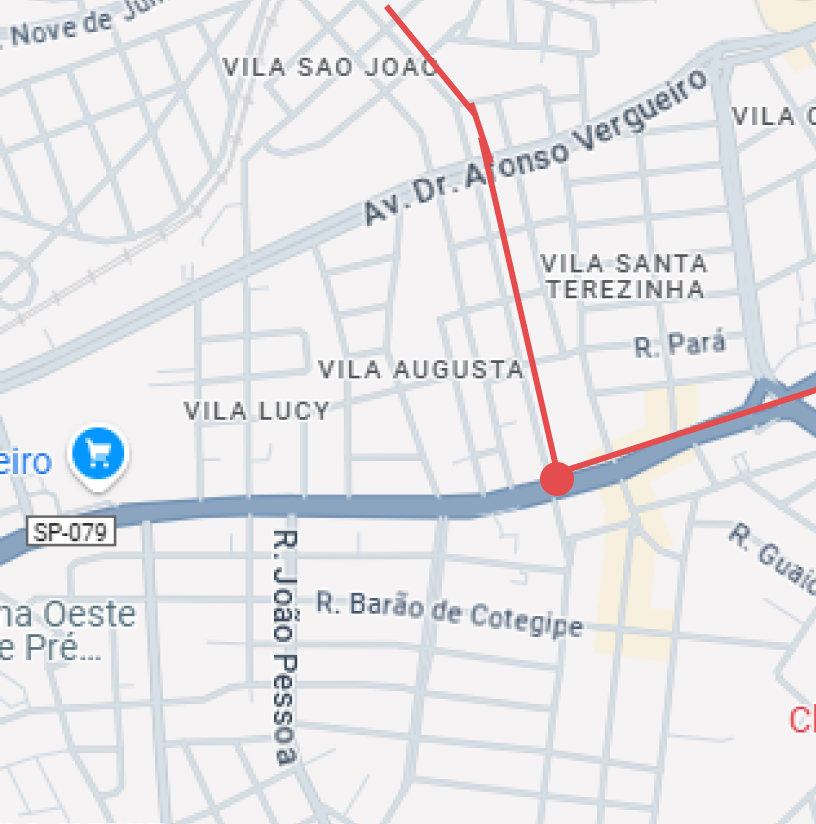 . Nove de Jun
VILA SAO JOAO
Av. Dr. Afonso Vergueiro
VILA C
VILA SANTA
TEREZINHA
R. Pará
VILA AUGUSTA
VILA LUCY
eiro
SP-079
R. João Pessoa
R. Guaic
na Oeste
e Pré...
R. Barão de Cotegipe